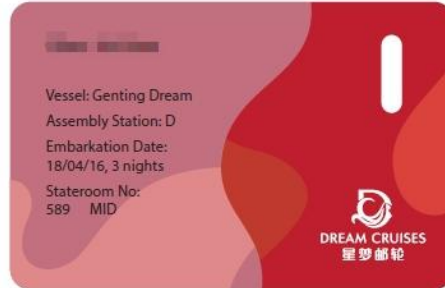 Vessel: Genting Dream
Assembly Station: D
Embarkation Date:
18/04/16, 3 nights
Stateroom No:
589 MID
DREAM CRUISES
星梦邮轮